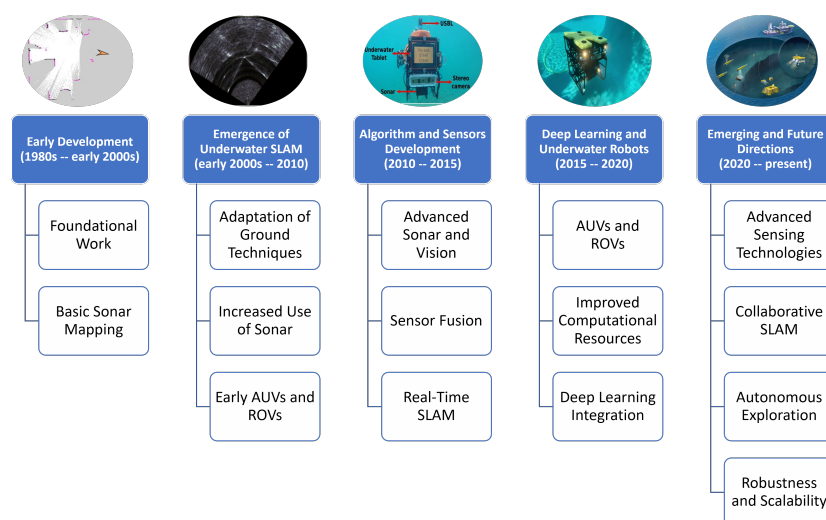 USBL
Underwater
Tablet
Stereo
camera
Sonar
Early Development
(1980s -- early 2000s)
Foundational
Work
Basic Sonar
Mapping
Emergence of
Underwater SLAM
(early 2000s -- 2010)
Adaptation of
Ground
Techniques
Increased Use
of Sonar
Early AUVs and
ROVs
Algorithm and Sensors
Development
(2010 -- 2015)
Advanced
Sonar and
Vision
Sensor Fusion
Real-Time
SLAM
Deep Learning and
Underwater Robots
(2015 -- 2020)
AUVs and
ROVs
Improved
Computational
Resources
Deep Learning
Integration
Emerging and Future
Directions
(2020 -- present)
Advanced
Sensing
Technologies
Collaborative
SLAM
Autonomous
Exploration
Robustness
and Scalability